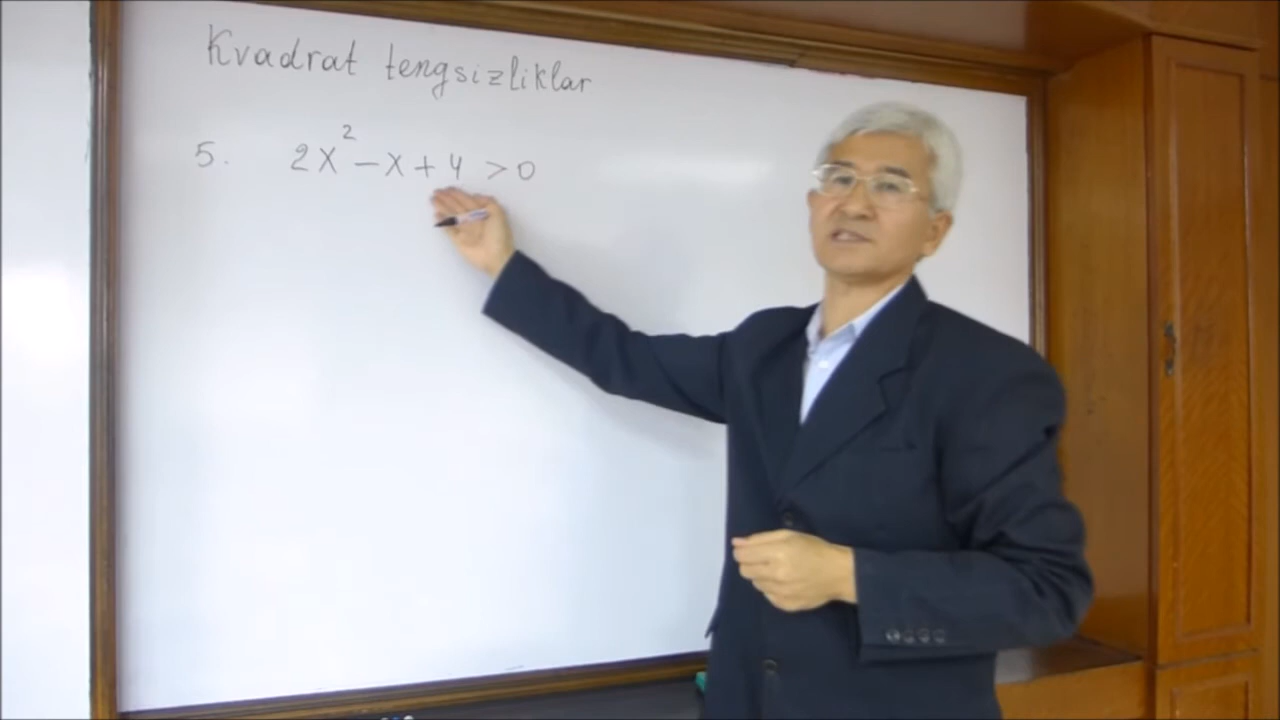 Kvadrat tengsizliklar
5. 2x² - x + 4 > 0